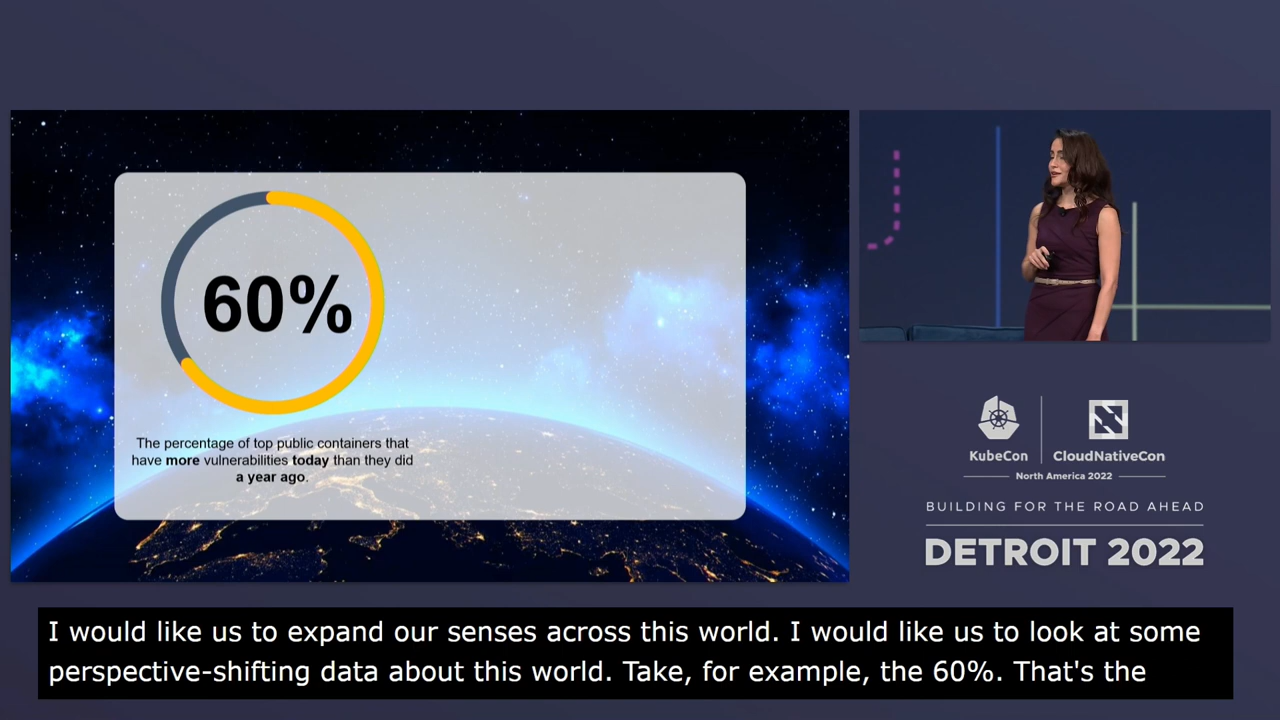 60%
The percentage of top public containers that
have more vulnerabilities today than they did
a year ago.
KubeCon
CloudNativeCon
North America 2022
BUILDING FOR THE ROAD AHEAD
DETROIT 2022
I would like us to expand our senses across this world. I would like us to look at some
perspective-shifting data about this world. Take, for example, the 60%. That's the